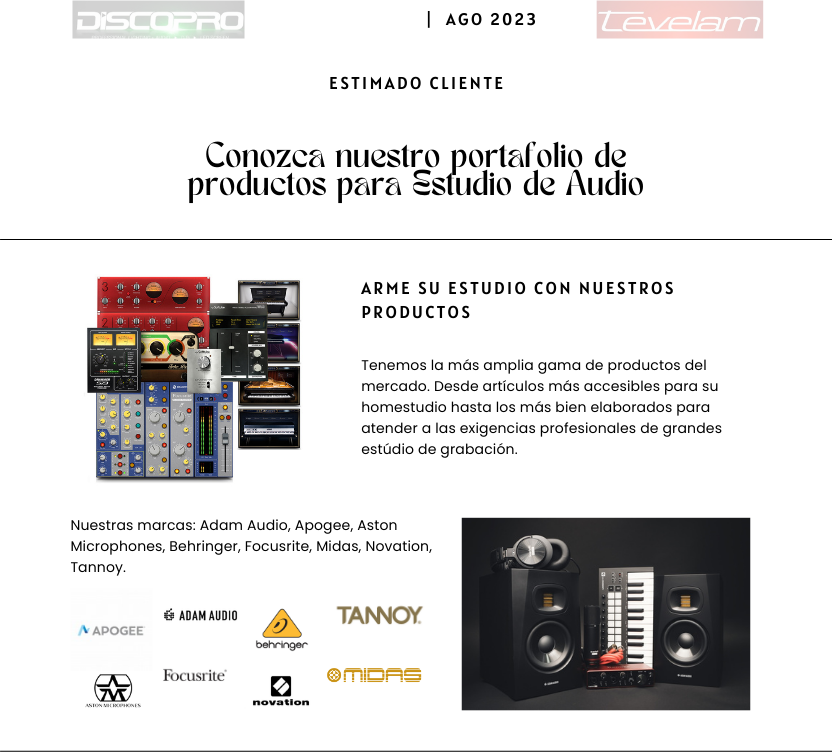 DISCOPRO
| AGO 2023
Tevelam
ESTIMADO CLIENTE
Conozca nuestro portafolio de
productos para Estudio de Audio
ARME SU ESTUDIO CON NUESTROS
PRODUCTOS
Tenemos la más amplia gama de productos del
mercado. Desde artículos más accesibles para su
homestudio hasta los más bien elaborados para
atender a las exigencias profesionales de grandes
estúdio de grabación.
Nuestras marcas: Adam Audio, Apogee, Aston
Microphones, Behringer, Focusrite, Midas, Novation,
Tannoy.
APOGEE
ADAM AUDIO
behringer
TANNOY
ASTON MICROPHONES
Focusrite
novation
MIDAS